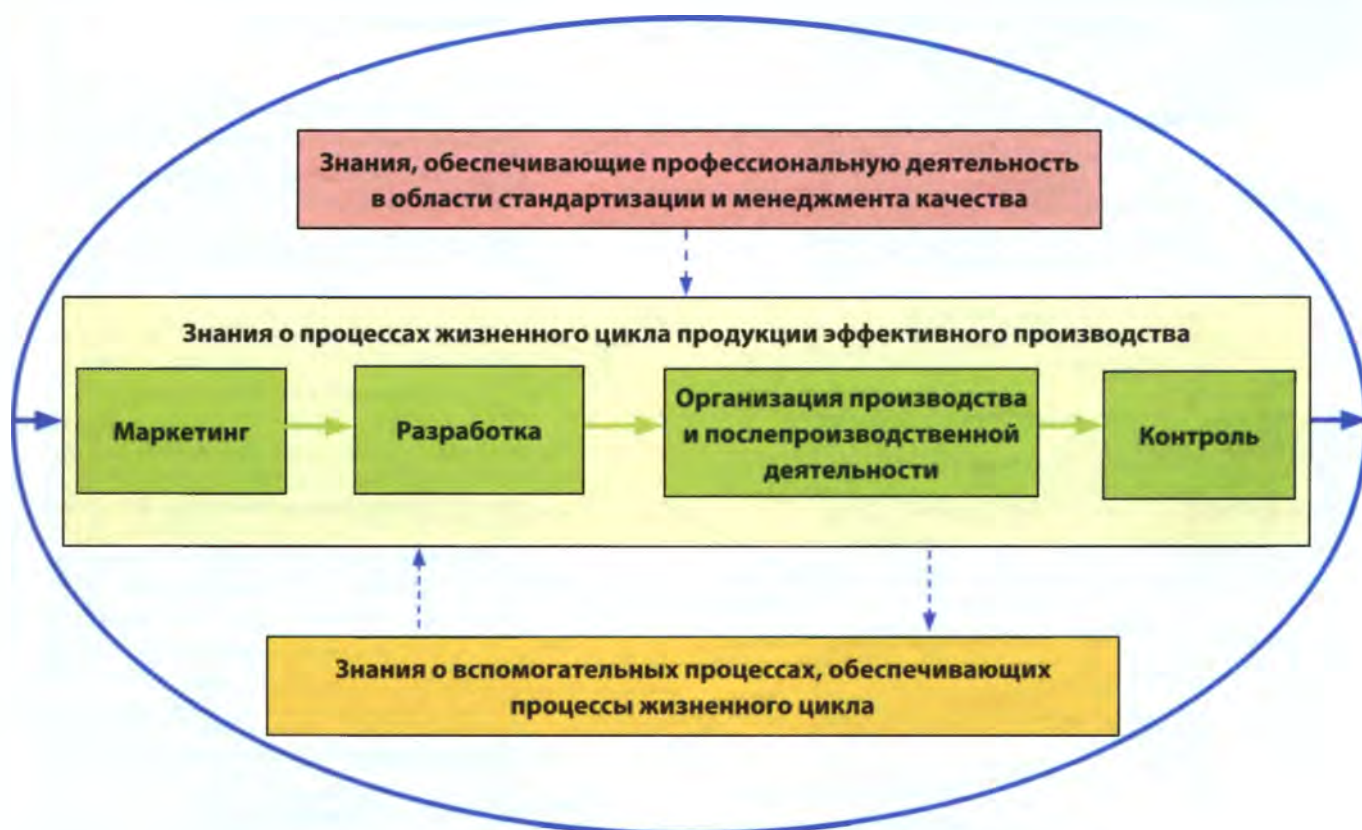 Знания, обеспечивающие профессиональную деятельность
в области стандартизации и менеджмента качества
Знания о процессах жизненного цикла продукции эффективного производства
Маркетинг
Разработка
Организация производства
и послепроизводственной
деятельности
Контроль
Знания о вспомогательных процессах, обеспечивающих
процессы жизненного цикла